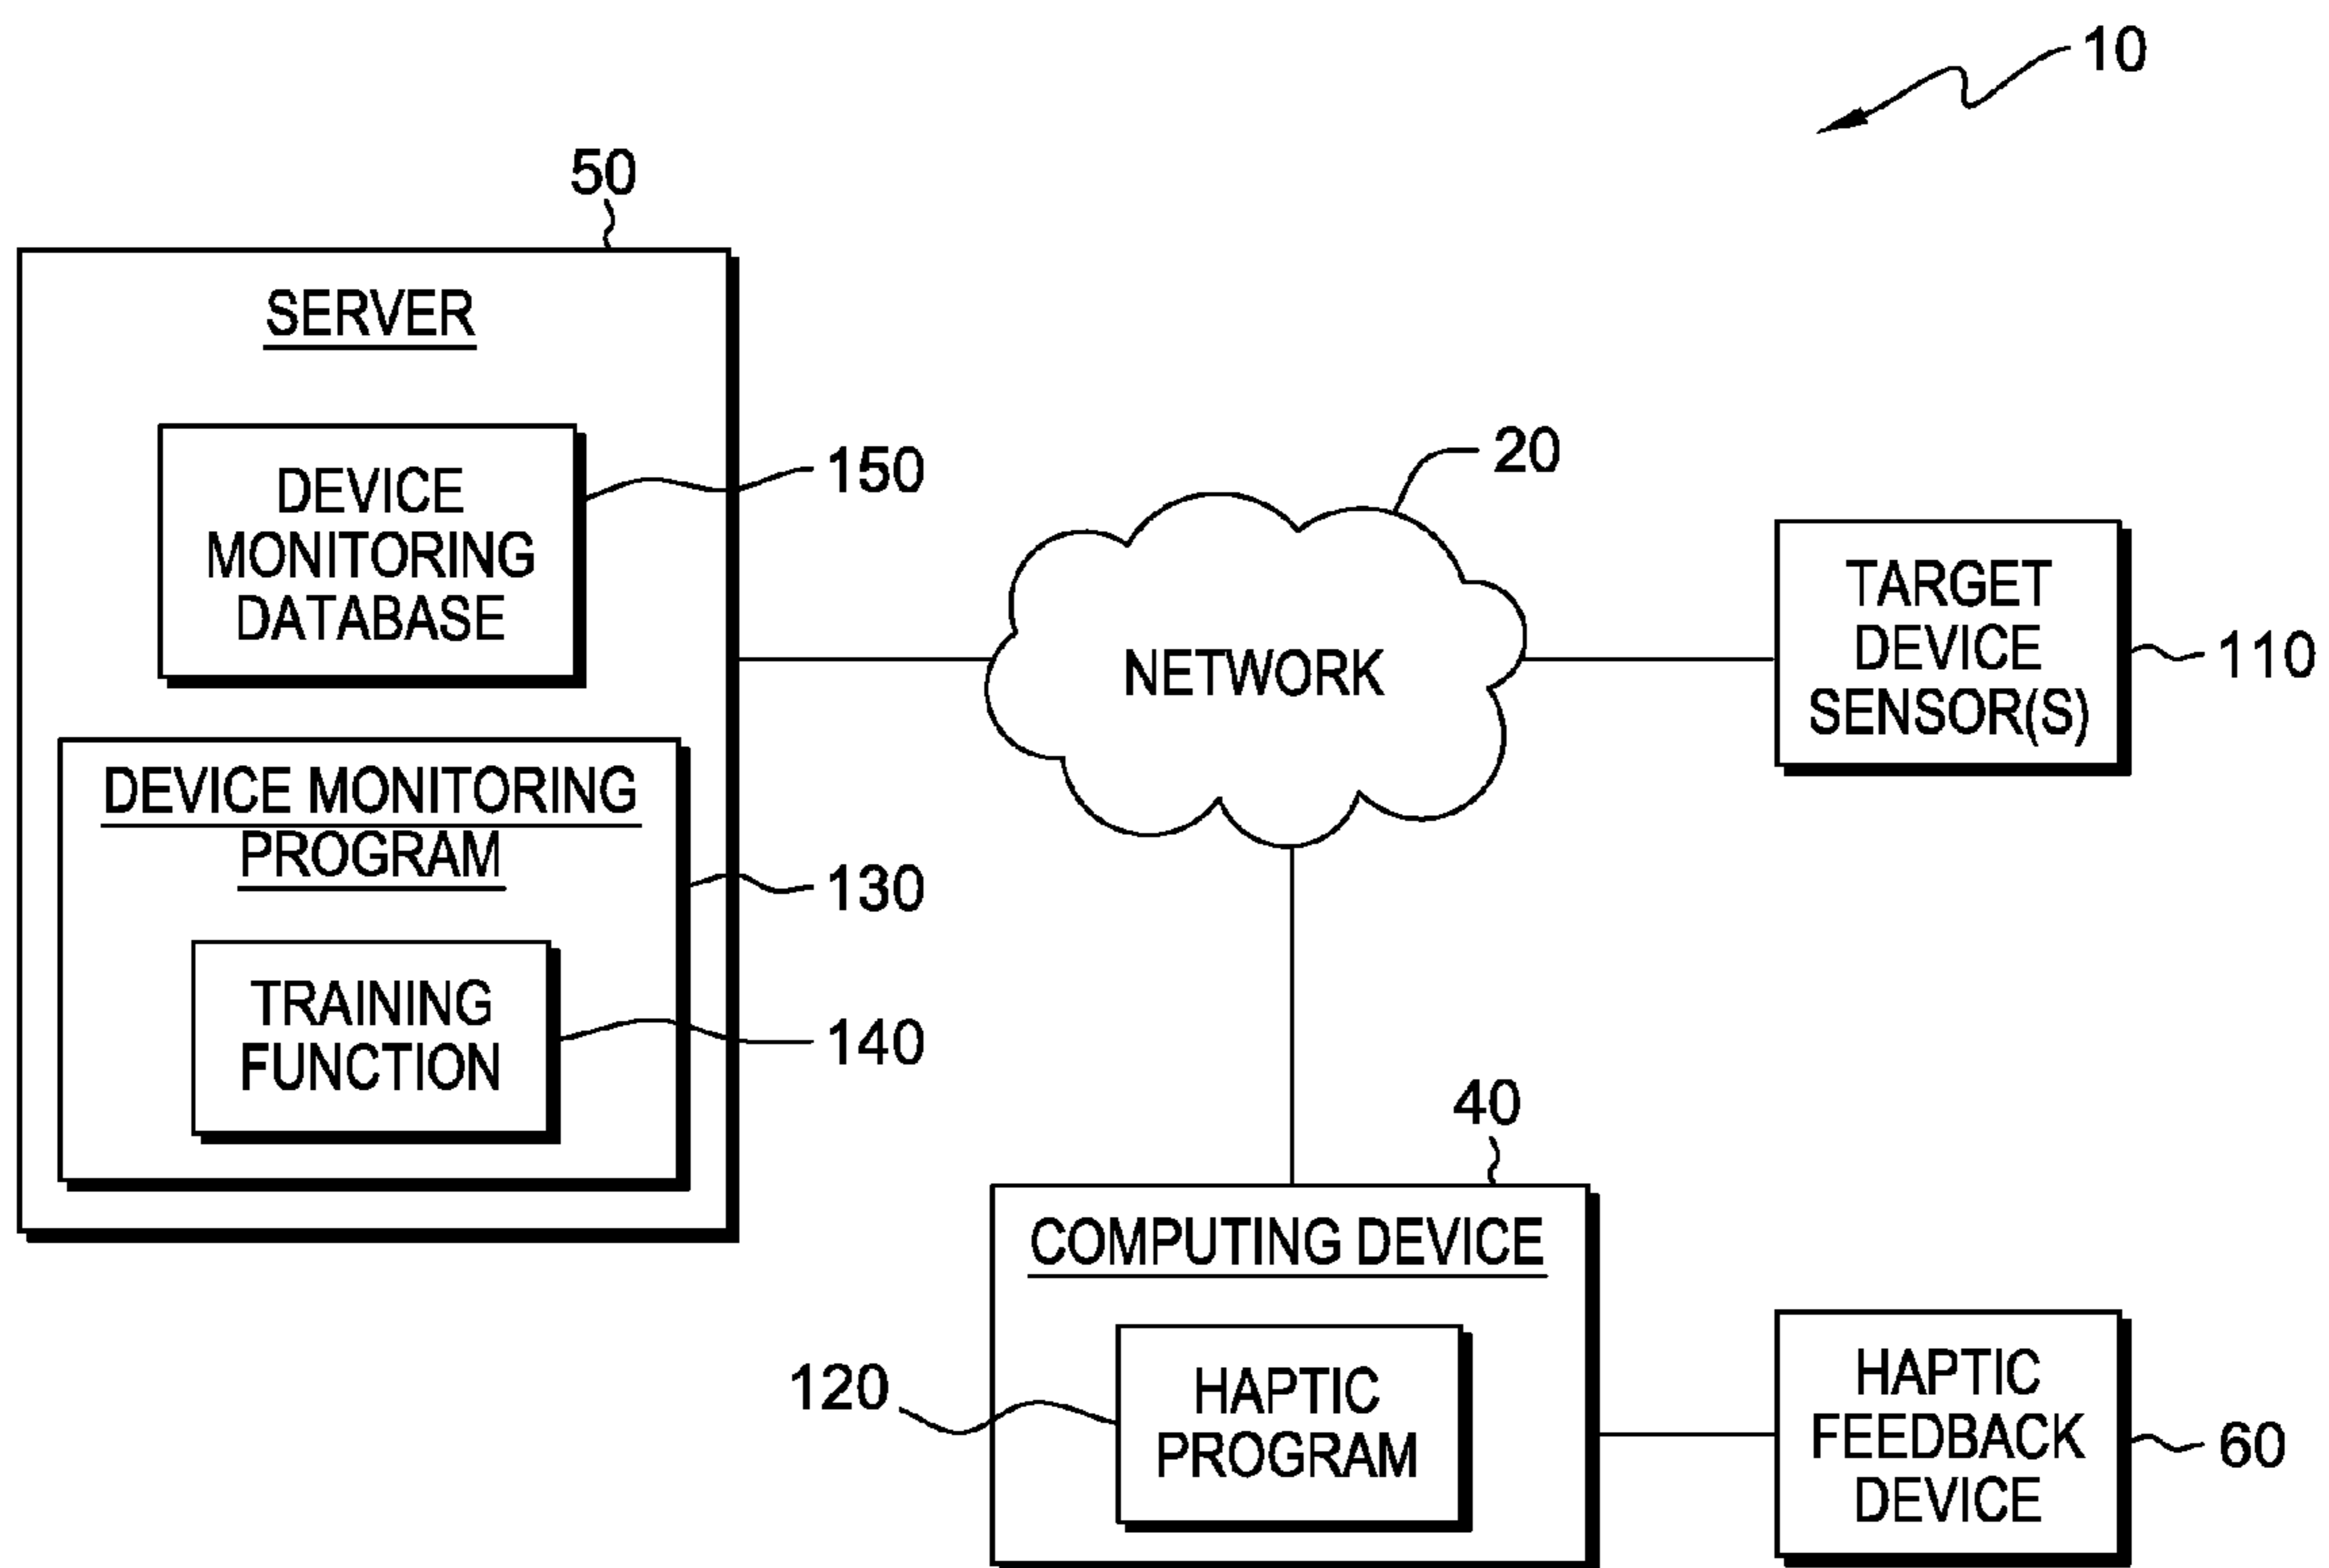 10
50
SERVER
DEVICE
MONITORING
DATABASE
150
DEVICE MONITORING
PROGRAM
130
TRAINING
FUNCTION
140
20
NETWORK
TARGET
DEVICE
SENSOR(S)
110
40
COMPUTING DEVICE
120
HAPTIC
PROGRAM
HAPTIC
FEEDBACK
DEVICE
60